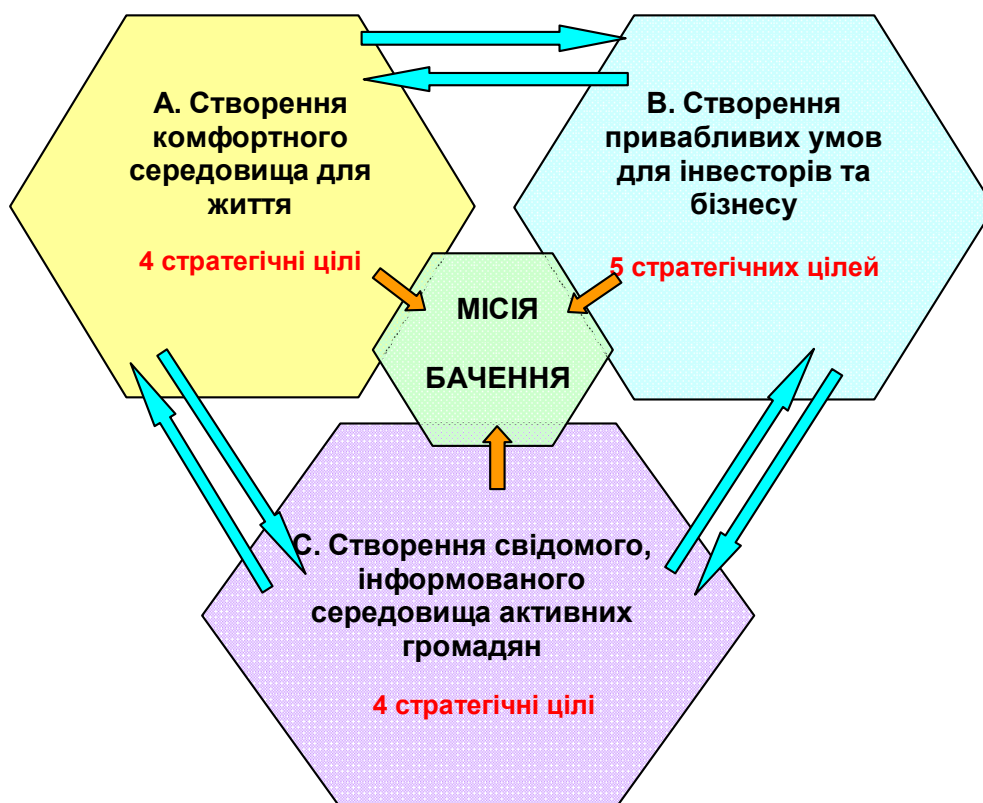 А. Створення
комфортного
середовища для
життя
4 стратегічні цілі
В. Створення
привабливих умов
для інвесторів та
бізнесу
5 стратегічних цілей
МІСІЯ
БАЧЕННЯ
С. Створення свідомого,
інформованого
середовища активних
громадян
4 стратегічні цілі